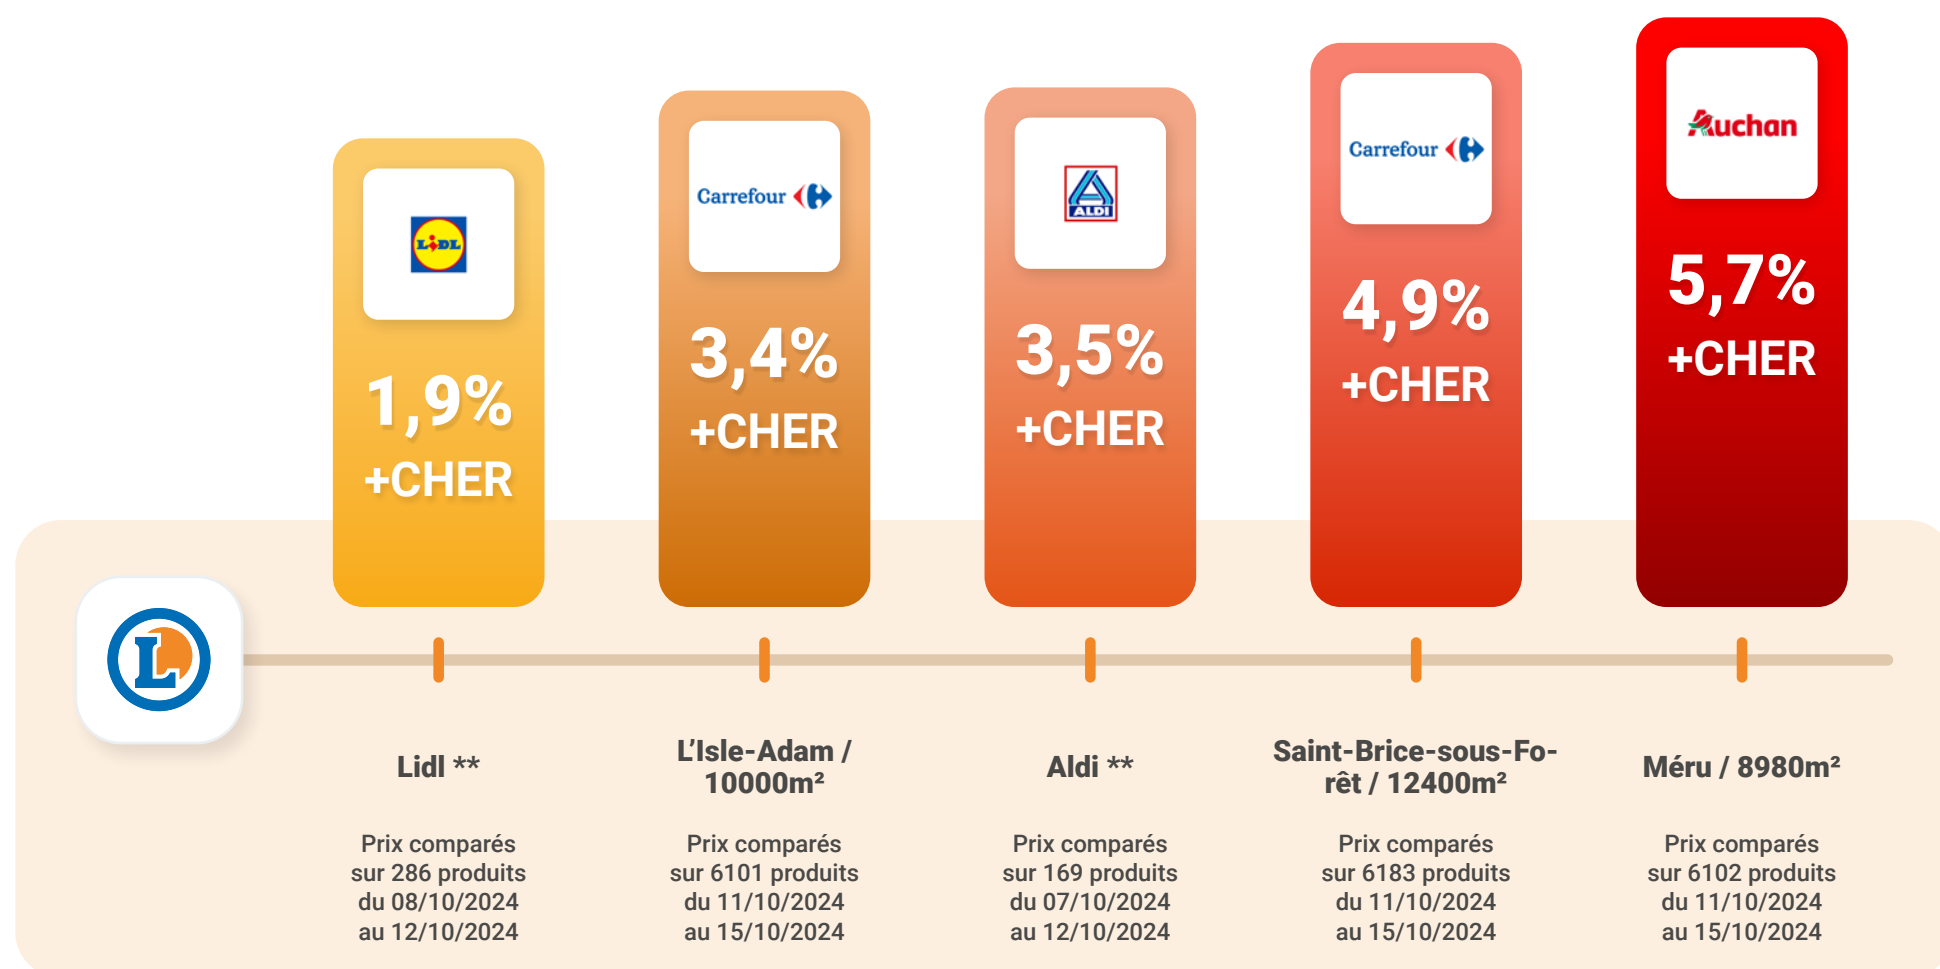 LIDL
1,9%
+CHER
Carrefour
3,4%
+CHER
ALDI
3,5%
+CHER
Carrefour
4,9%
+CHER
Auchan
5,7%
+CHER
L
Lidl **
Prix comparés
sur 286 produits
du 08/10/2024
au 12/10/2024
L’Isle-Adam /
10000m²
Prix comparés
sur 6101 produits
du 11/10/2024
au 15/10/2024
Aldi **
Prix comparés
sur 169 produits
du 07/10/2024
au 12/10/2024
Saint-Brice-sous-Fo-
rêt / 12400m²
Prix comparés
sur 6183 produits
du 11/10/2024
au 15/10/2024
Méru / 8980m²
Prix comparés
sur 6102 produits
du 11/10/2024
au 15/10/2024